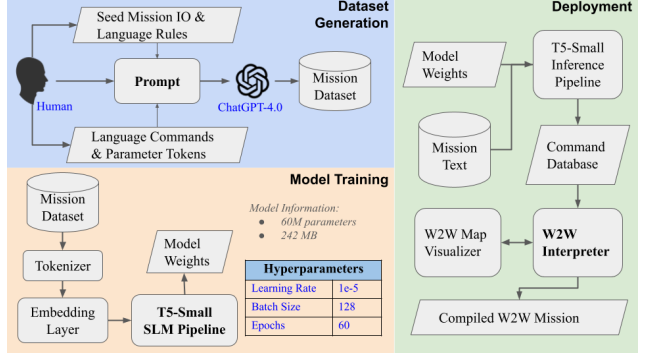 Dataset
Generation
Seed Mission IO &
Language Rules
Human
Prompt
ChatGPT-4.0
Mission
Dataset
Language Commands
& Parameter Tokens
Model Training
Mission
Dataset
Tokenizer
Embedding
Layer
Model
Weights
T5-Small
SLM Pipeline
Model Information:
● 60M parameters
● 242 MB
Hyperparameters
Learning Rate 1e-5
Batch Size 128
Epochs 60
Deployment
Model
Weights
T5-Small
Inference
Pipeline
Mission
Text
Command
Database
W2W Map
Visualizer
W2W
Interpreter
Compiled W2W Mission